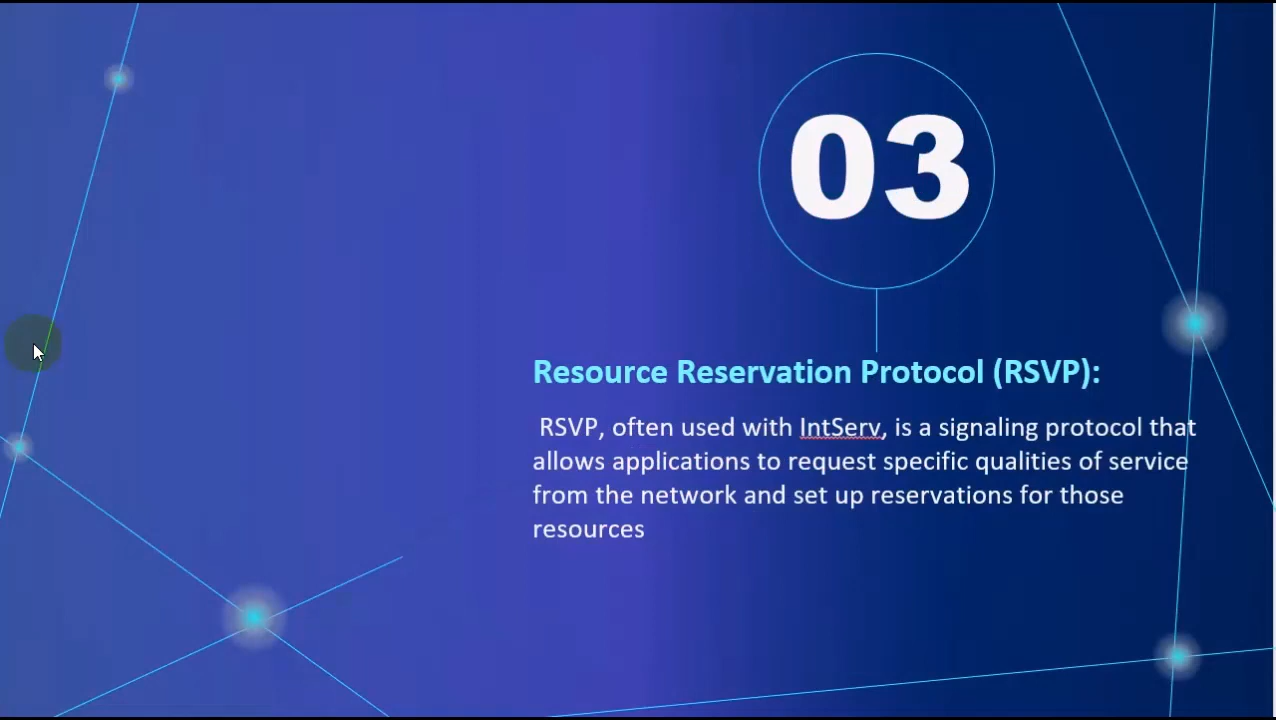 03
Resource Reservation Protocol (RSVP):
RSVP, often used with IntServ, is a signaling protocol that
allows applications to request specific qualities of service
from the network and set up reservations for those
resources